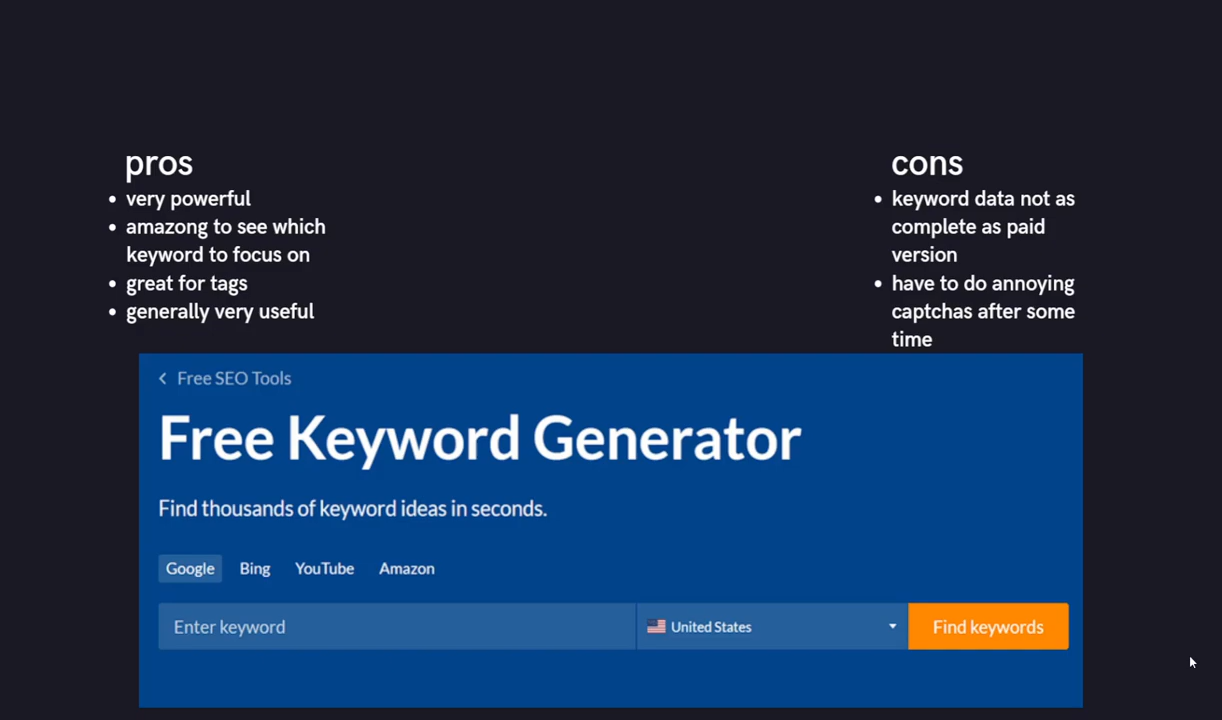 pros
• very powerful
• amazong to see which
keyword to focus on
• great for tags
• generally very useful
cons
• keyword data not as
complete as paid
version
• have to do annoying
captchas after some
time
Free SEO Tools
Free Keyword Generator
Find thousands of keyword ideas in seconds.
Google Bing YouTube Amazon
Enter keyword United States Find keywords